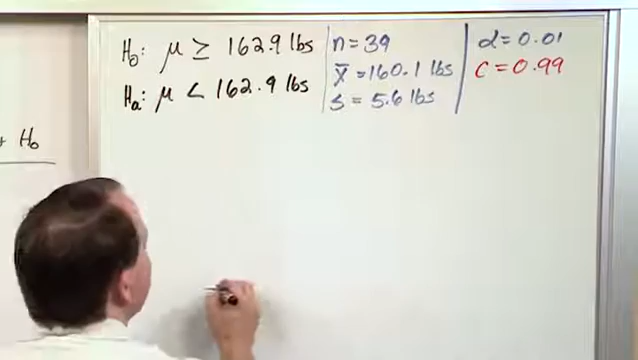 H₀: μ ≥ 162.9 lbs
Hₐ: μ < 162.9 lbs
n = 39
x̄ = 160.1 lbs
s = 5.6 lbs
α = 0.01
c = 0.99
H₀